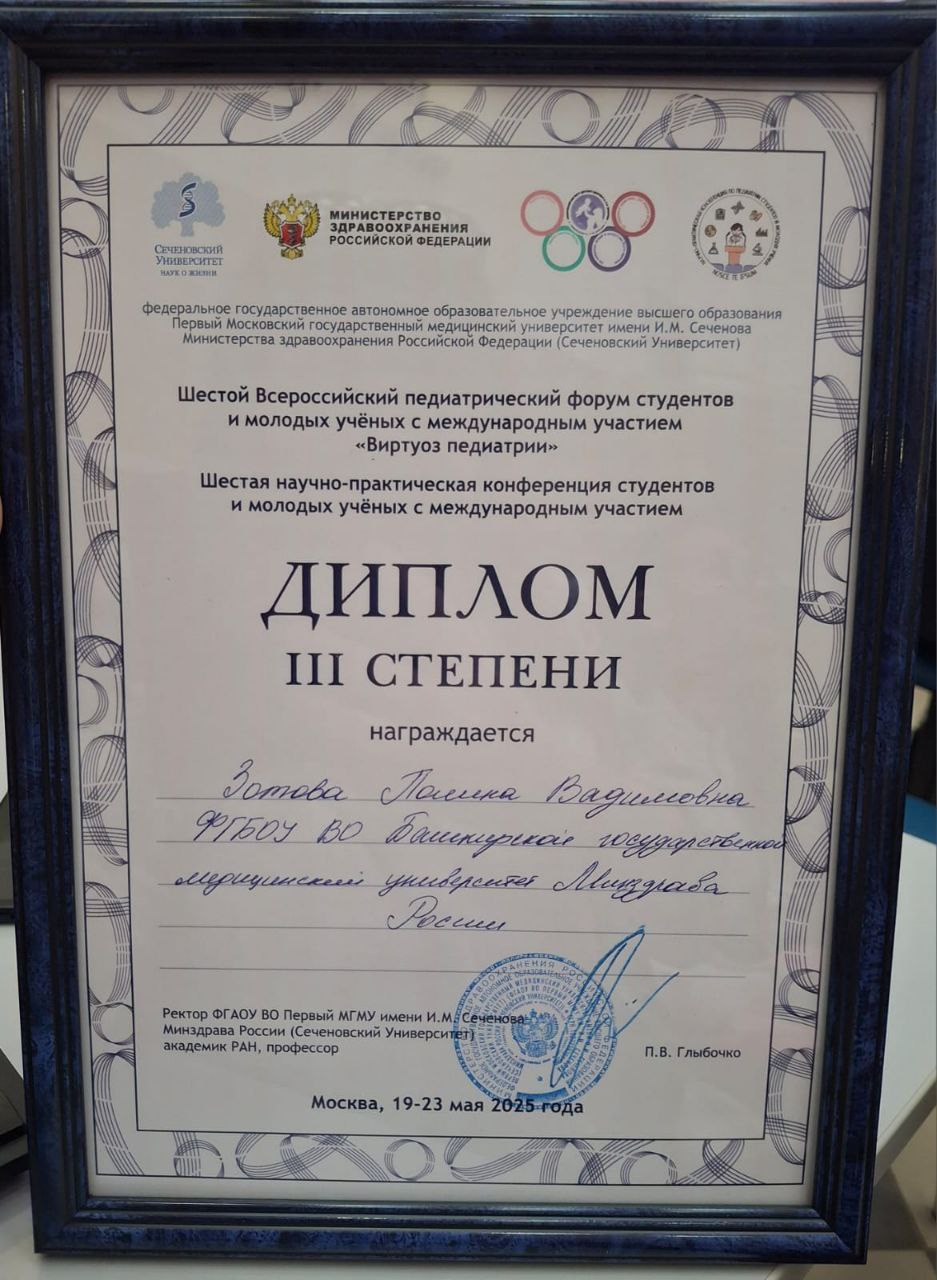 СЕЧЕНОВСКИЙ
УНИВЕРСИТЕТ
НАУК О ЖИЗНИ
МИНИСТЕРСТВО
ЗДРАВООХРАНЕНИЯ
РОССИЙСКОЙ ФЕДЕРАЦИИ
NOSCE TE IPSUM
федеральное государственное автономное образовательное учреждение высшего образования
Первый Московский государственный медицинский университет имени И.М. Сеченова
Министерства здравоохранения Российской Федерации (Сеченовский Университет)
Шестой Всероссийский педиатрический форум студентов
и молодых учёных с международным участием
«Виртуоз педиатрии»
Шестая научно-практическая конференция студентов
и молодых учёных с международным участием
ДИПЛОМ
III СТЕПЕНИ
награждается
Зотова Полина Вадимовна
ФГБОУ ВО Башкирский государственный
медицинский университет Минздрава
России
Ректор ФГАОУ ВО Первый МГМУ имени И.М. Сеченова
Минздрава России (Сеченовский Университет)
академик РАН, профессор
П.В. Глыбочко
Москва, 19-23 мая 2025 года